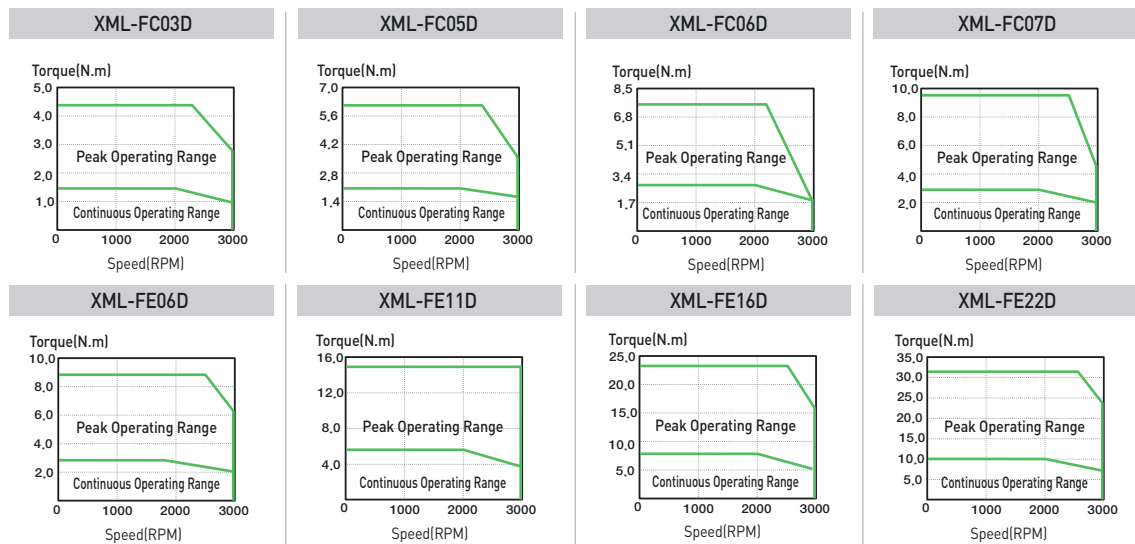 XML-FC03D
Torque(N.m)
5,0
4,0
3,0
2,0
1,0
Peak Operating Range
Continuous Operating Range
0 1000 2000 3000
Speed(RPM)
XML-FC05D
Torque(N.m)
7,0
5,6
4,2
2,8
1,4
Peak Operating Range
Continuous Operating Range
0 1000 2000 3000
Speed(RPM)
XML-FC06D
Torque(N.m)
8,5
6,8
5,1
3,4
1,7
Peak Operating Range
Continuous Operating Range
0 1000 2000 3000
Speed(RPM)
XML-FC07D
Torque(N.m)
10,0
8,0
6,0
4,0
2,0
Peak Operating Range
Continuous Operating Range
0 1000 2000 3000
Speed(RPM)
XML-FE06D
Torque(N.m)
10,0
8,0
6,0
4,0
2,0
Peak Operating Range
Continuous Operating Range
0 1000 2000 3000
Speed(RPM)
XML-FE11D
Torque(N.m)
16,0
12,0
8,0
4,0
Peak Operating Range
Continuous Operating Range
0 1000 2000 3000
Speed(RPM)
XML-FE16D
Torque(N.m)
25,0
20,0
15,0
10,0
5,0
Peak Operating Range
Continuous Operating Range
0 1000 2000 3000
Speed(RPM)
XML-FE22D
Torque(N.m)
35,0
30,0
25,0
20,0
15,0
10,0
5,0
Peak Operating Range
Continuous Operating Range
0 1000 2000 3000
Speed(RPM)